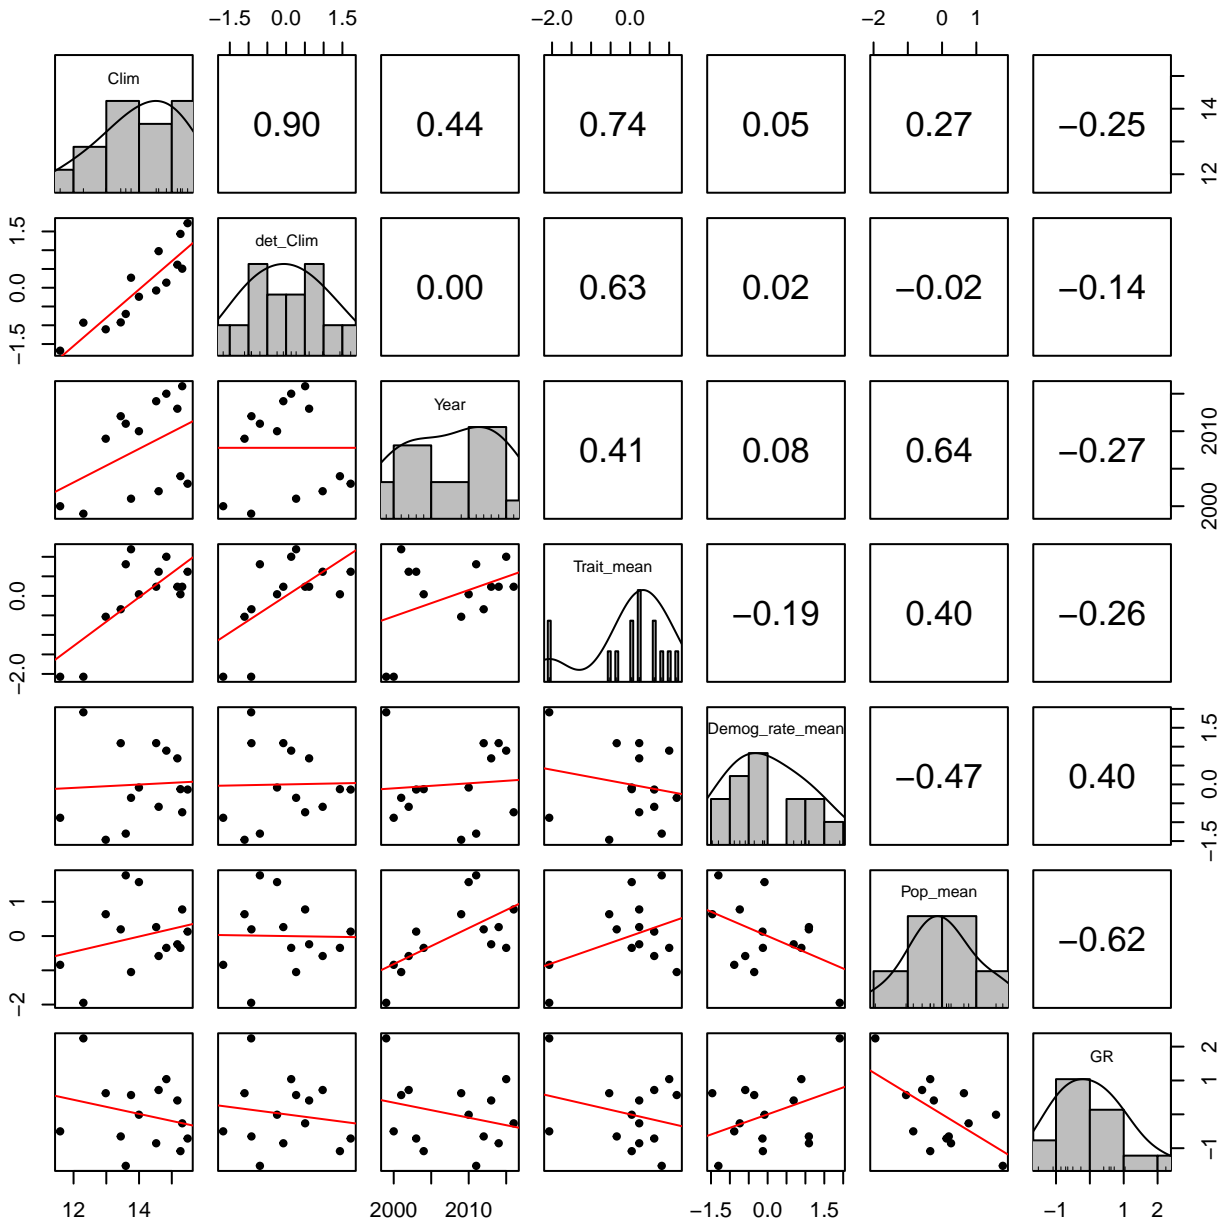 −1.5 0.0 1.5 −2.0 0.0 −2 0 1
Clim 0.90 0.44 0.74 0.05 0.27 −0.25 12 14
−1.5 0.0 1.5 det_Clim 0.00 0.63 0.02 −0.02 −0.14
Year 0.41 0.08 0.64 −0.27 2000 2010
−2.0 0.0 Trait_mean −0.19 0.40 −0.26
Demog_rate_mean −0.47 0.40 −1.5 0.0 1.5
−2 0 1 Pop_mean −0.62
GR −1 1 2
12 14 2000 2010 −1.5 0.0 1.5 −1 1 2